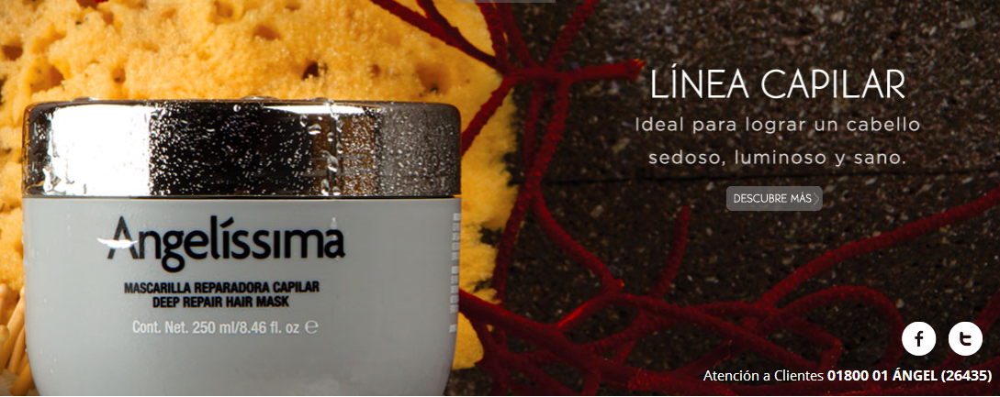 Angelíssima
MASCARILLA REPARADORA CAPILAR
DEEP REPAIR HAIR MASK
Cont. Net. 250 ml/8.46 fl. oz ℮
LÍNEA CAPILAR
Ideal para lograr un cabello
sedoso, luminoso y sano.
DESCUBRE MÁS
Atención a Clientes 01800 01 ÁNGEL (26435)